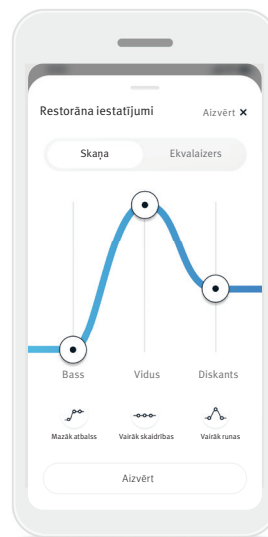 Restorāna iestatījumi
Aizvērt ×
Skaņa Ekvalaizers
Bass Vidus Diskants
Mazāk atbalss Vairāk skaidrības Vairāk runas
Aizvērt